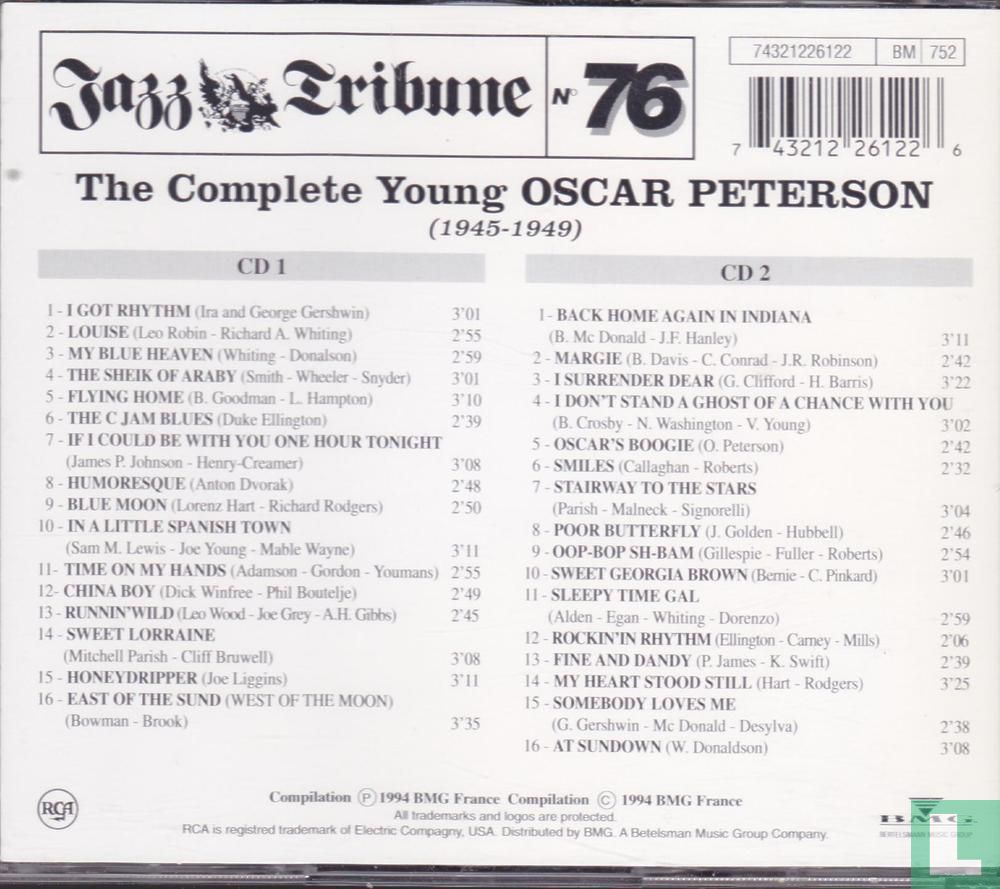 Jazz Tribune N° 76
74321226122 BM 752
7 43212 26122 6
The Complete Young OSCAR PETERSON
(1945-1949)
CD 1
1 - I GOT RHYTHM (Ira and George Gershwin) 3'01
2 - LOUISE (Leo Robin - Richard A. Whiting) 2'55
3 - MY BLUE HEAVEN (Whiting - Donalson) 2'59
4 - THE SHEIK OF ARABY (Smith - Wheeler - Snyder) 3'01
5 - FLYING HOME (B. Goodman - L. Hampton) 3'10
6 - THE C JAM BLUES (Duke Ellington) 2'39
7 - IF I COULD BE WITH YOU ONE HOUR TONIGHT
(James P. Johnson - Henry-Creamer) 3'08
8 - HUMORESQUE (Anton Dvorak) 2'48
9 - BLUE MOON (Lorenz Hart - Richard Rodgers) 2'50
10 - IN A LITTLE SPANISH TOWN
(Sam M. Lewis - Joe Young - Mable Wayne) 3'11
11- TIME ON MY HANDS (Adamson - Gordon - Youmans) 2'55
12- CHINA BOY (Dick Winfree - Phil Boutelje) 2'49
13 - RUNNIN'WILD (Leo Wood - Joe Grey - A.H. Gibbs) 2'45
14 - SWEET LORRAINE
(Mitchell Parish - Cliff Bruwell) 3'08
15 - HONEYDRIPPER (Joe Liggins) 3'11
16 - EAST OF THE SUND (WEST OF THE MOON)
(Bowman - Brook) 3'35
CD 2
1- BACK HOME AGAIN IN INDIANA
(B. Mc Donald - J.F. Hanley) 3'11
2 - MARGIE (B. Davis - C. Conrad - J.R. Robinson) 2'42
3 - I SURRENDER DEAR (G. Clifford - H. Barris) 3'22
4 - I DON'T STAND A GHOST OF A CHANCE WITH YOU
(B. Crosby - N. Washington - V. Young) 3'02
5 - OSCAR'S BOOGIE (O. Peterson) 2'42
6 - SMILES (Callaghan - Roberts) 2'32
7 - STAIRWAY TO THE STARS
(Parish - Malneck - Signorelli) 3'04
8 - POOR BUTTERFLY (J. Golden - Hubbell) 2'46
9 - OOP-BOP SH-BAM (Gillespie - Fuller - Roberts) 2'54
10 - SWEET GEORGIA BROWN (Bernie - C. Pinkard) 3'01
11 - SLEEPY TIME GAL
(Alden - Egan - Whiting - Dorenzo) 2'59
12 - ROCKIN'IN RHYTHM (Ellington - Carney - Mills) 2'06
13 - FINE AND DANDY (P. James - K. Swift) 2'39
14 - MY HEART STOOD STILL (Hart - Rodgers) 3'25
15 - SOMEBODY LOVES ME
(G. Gershwin - Mc Donald - Desylva) 2'38
16 - AT SUNDOWN (W. Donaldson) 3'08
RCA
Compilation Ⓟ 1994 BMG France Compilation © 1994 BMG France
All trademarks and logos are protected.
RCA is registred trademark of Electric Compagny, USA. Distributed by BMG. A Betelsman Music Group Company.
BMG
BERTELSMANN MUSIC GROUP
L